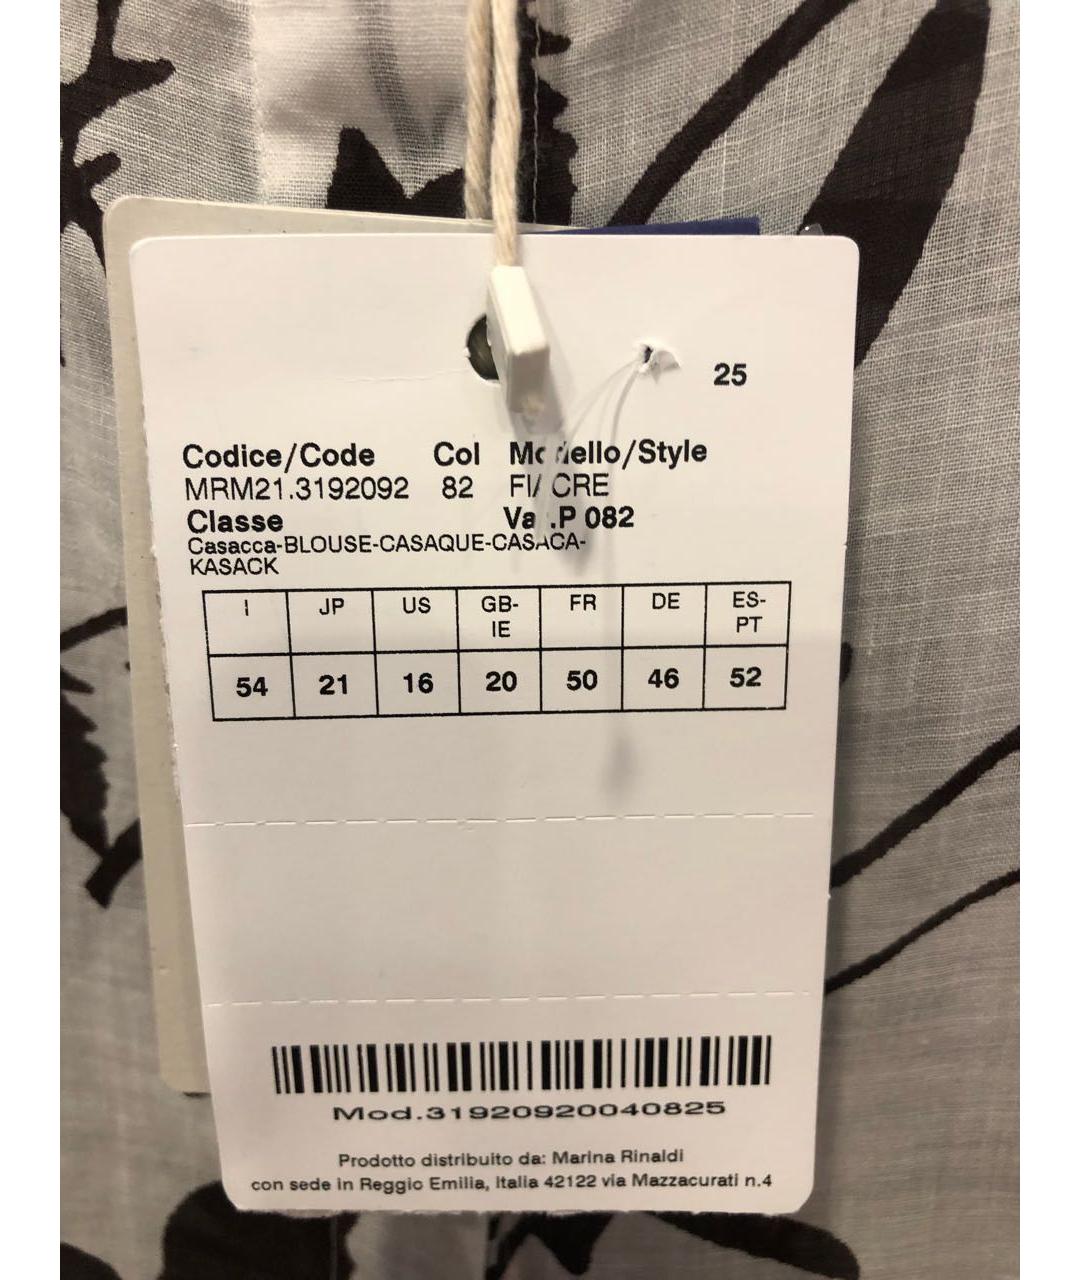 25
Codice/Code Col Modello/Style
MRM21.3192092 82 FIACRE
Classe Va .P 082
Casacca-BLOUSE-CASAQUE-CASACA-
KASACK
I JP US GB-IE FR DE ES-PT
54 21 16 20 50 46 52
Mod.31920920040825
Prodotto distribuito da: Marina Rinaldi
con sede in Reggio Emilia, Italia 42122 via Mazzacurati n.4